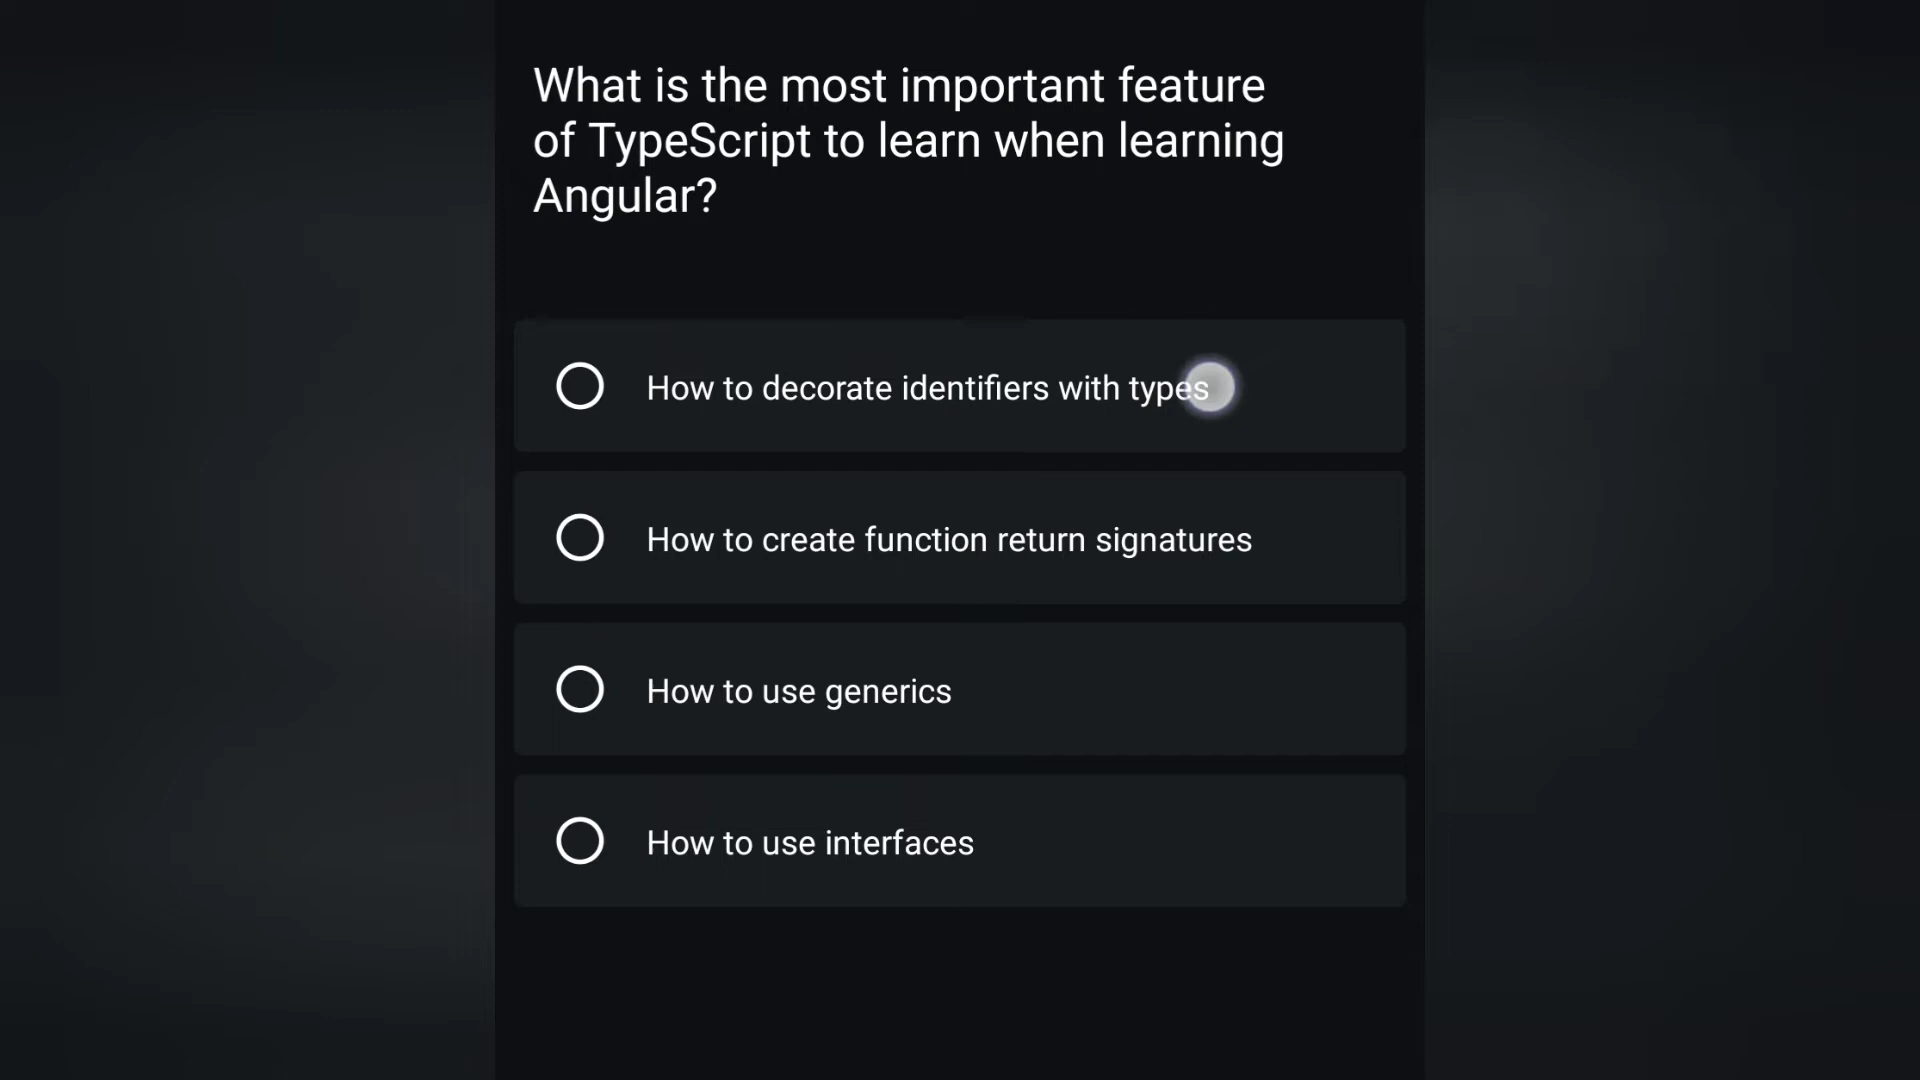 What is the most important feature
of TypeScript to learn when learning
Angular?
How to decorate identifiers with types
How to create function return signatures
How to use generics
How to use interfaces